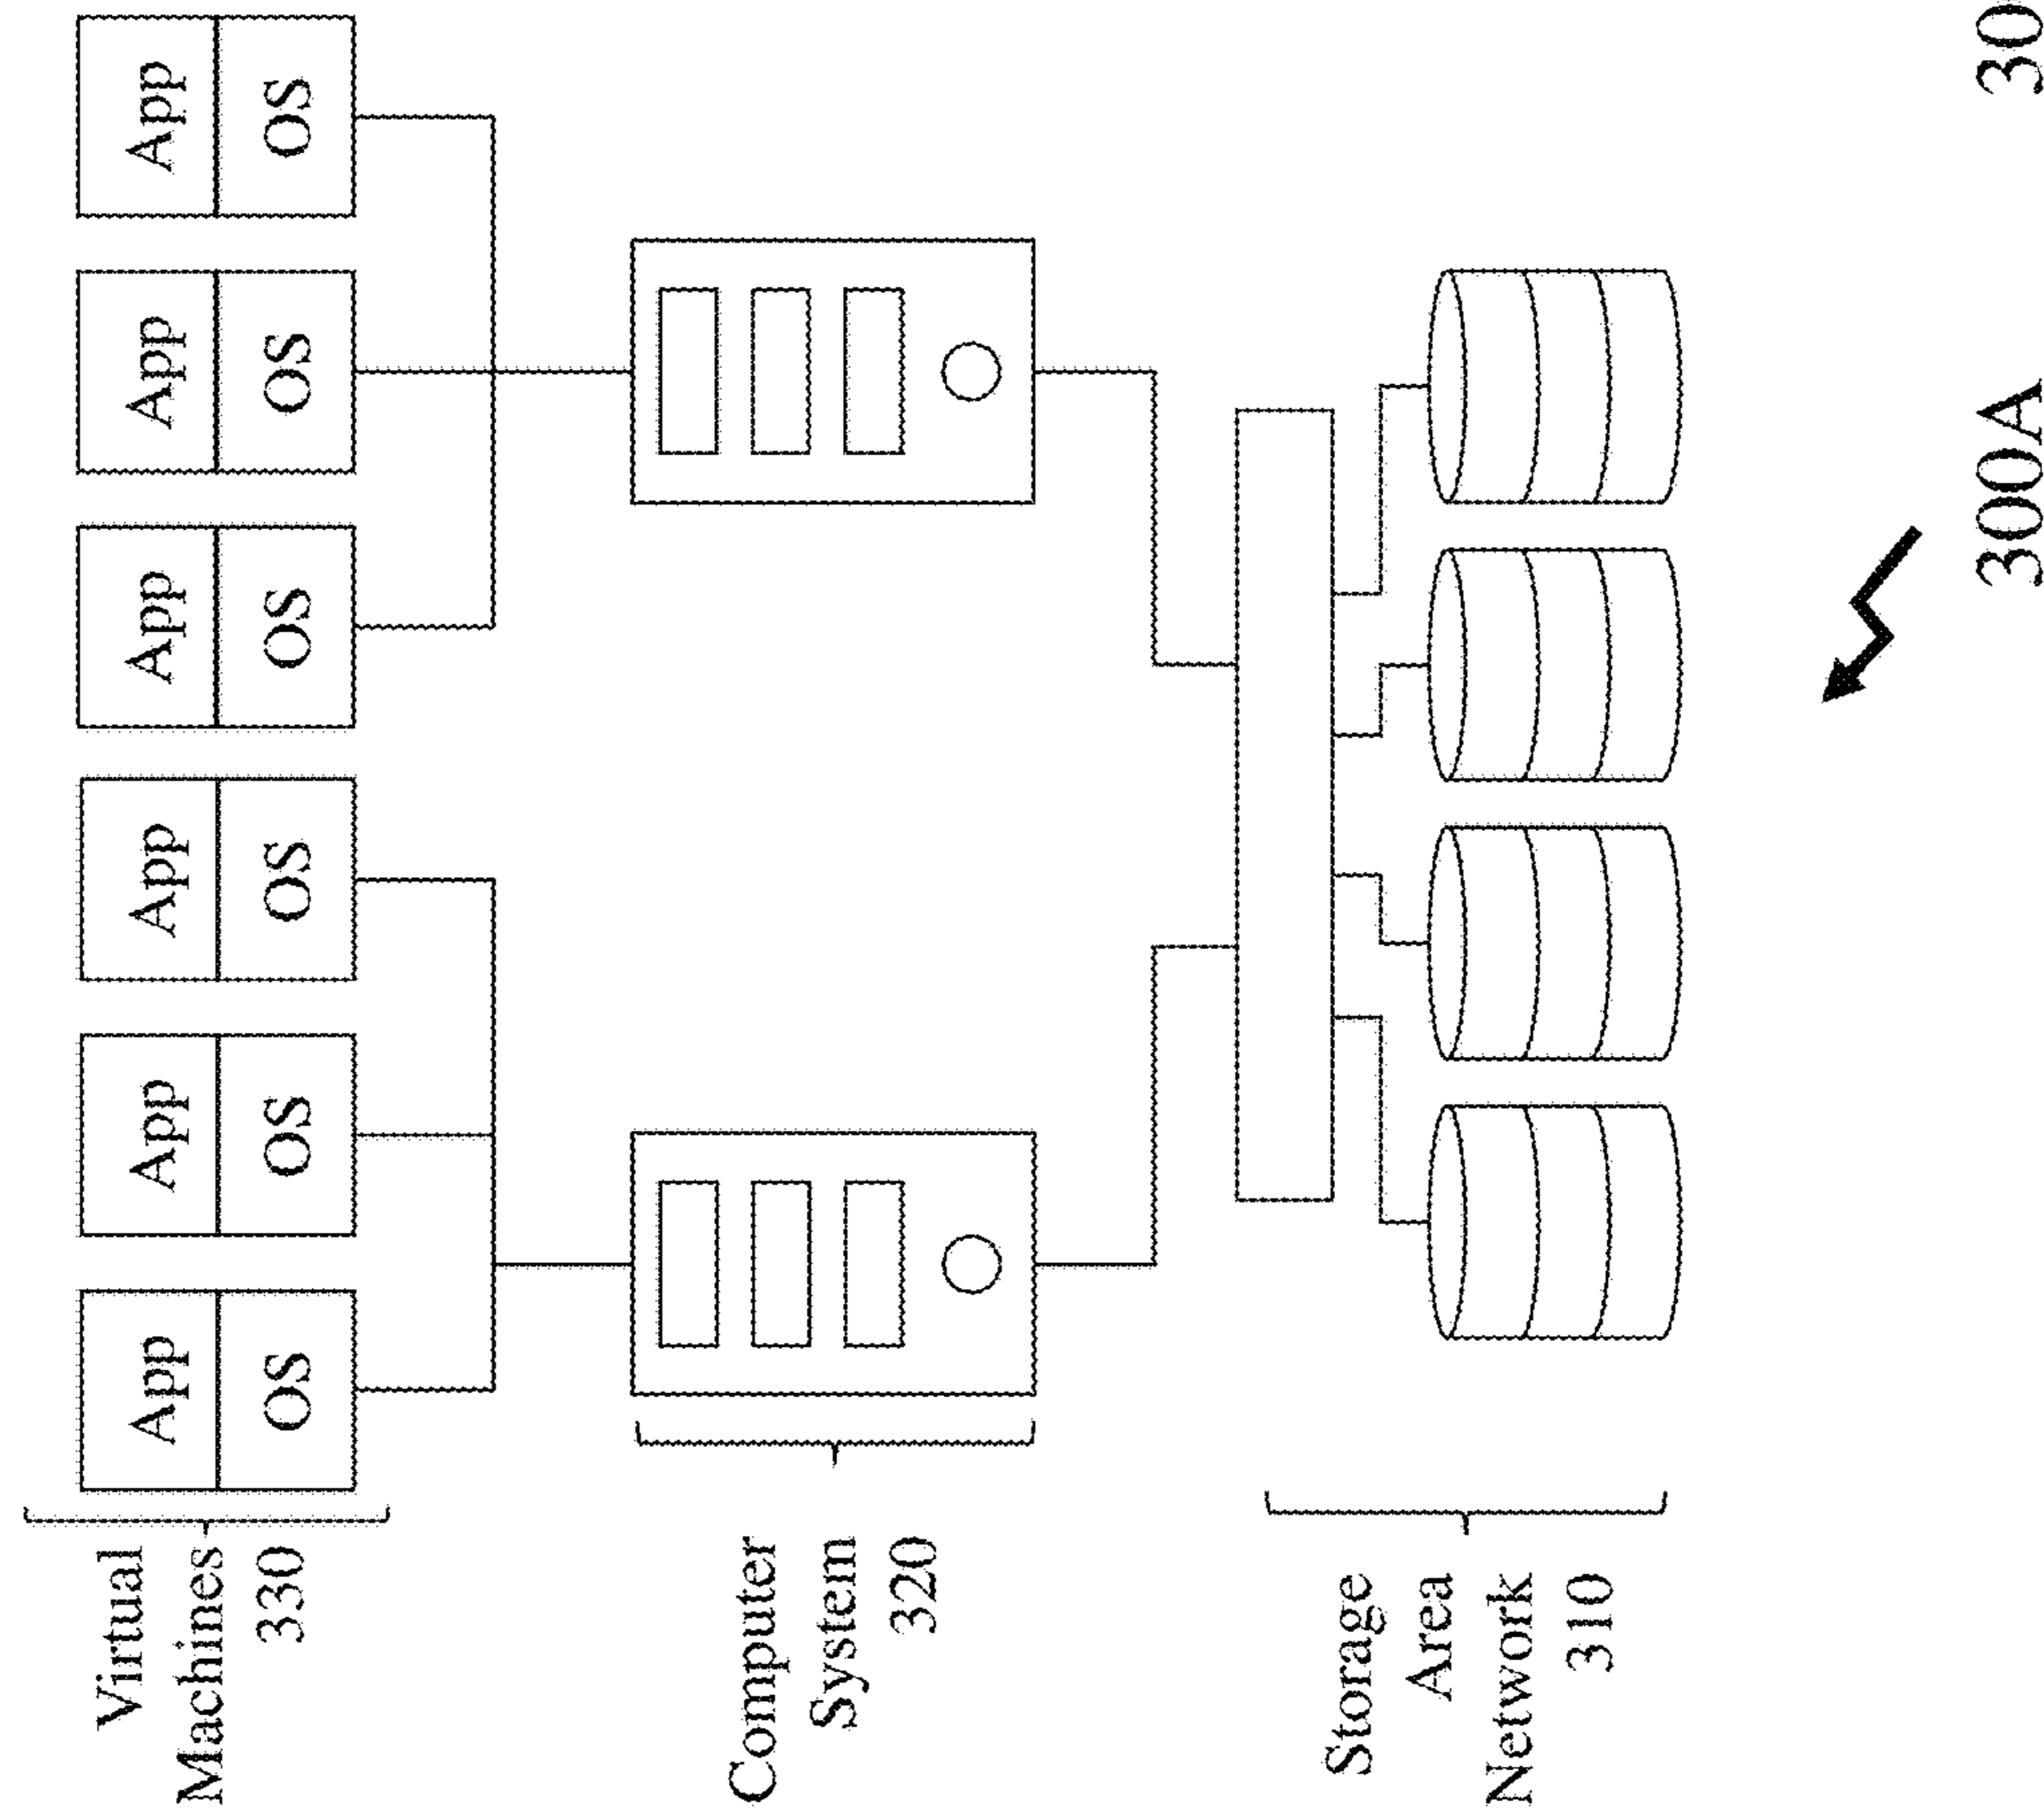 Virtual
Machines
330
App
OS
App
OS
App
OS
App
OS
App
OS
App
OS
Computer
System
320
Storage
Area
Network
310
300A
30